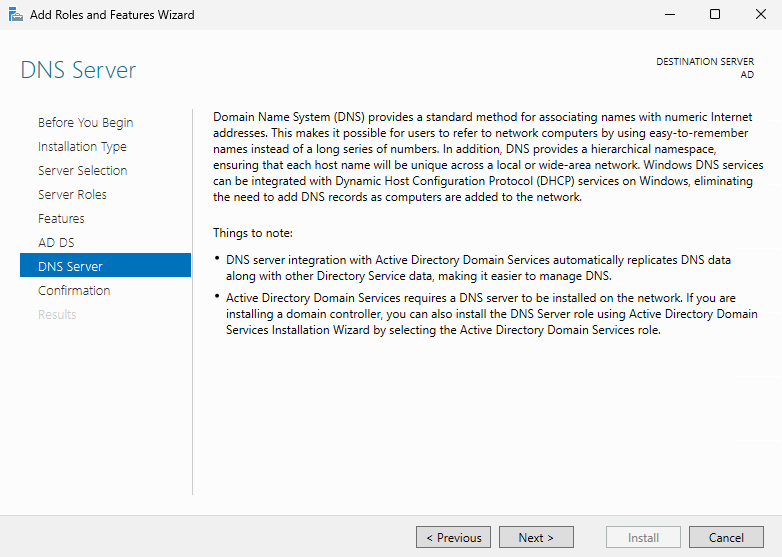 Add Roles and Features Wizard
DNS Server
DESTINATION SERVER
AD
Before You Begin
Installation Type
Server Selection
Server Roles
Features
AD DS
DNS Server
Confirmation
Results
Domain Name System (DNS) provides a standard method for associating names with numeric Internet
addresses. This makes it possible for users to refer to network computers by using easy-to-remember
names instead of a long series of numbers. In addition, DNS provides a hierarchical namespace,
ensuring that each host name will be unique across a local or wide-area network. Windows DNS services
can be integrated with Dynamic Host Configuration Protocol (DHCP) services on Windows, eliminating
the need to add DNS records as computers are added to the network.
Things to note:
• DNS server integration with Active Directory Domain Services automatically replicates DNS data
along with other Directory Service data, making it easier to manage DNS.
• Active Directory Domain Services requires a DNS server to be installed on the network. If you are
installing a domain controller, you can also install the DNS Server role using Active Directory Domain
Services Installation Wizard by selecting the Active Directory Domain Services role.
< Previous
Next >
Install
Cancel